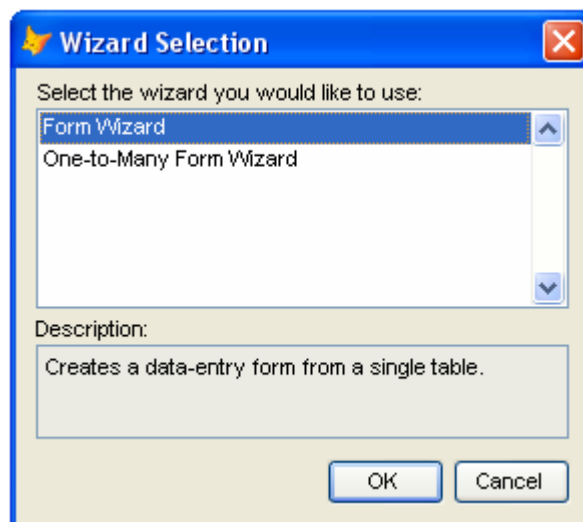 Wizard Selection
Select the wizard you would like to use:
Form Wizard
One-to-Many Form Wizard
Description:
Creates a data-entry form from a single table.
OK Cancel